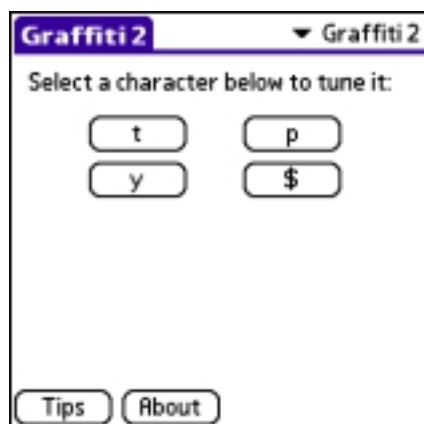 Graffiti 2 Graffiti 2
Select a character below to tune it:
t p
y $
Tips About